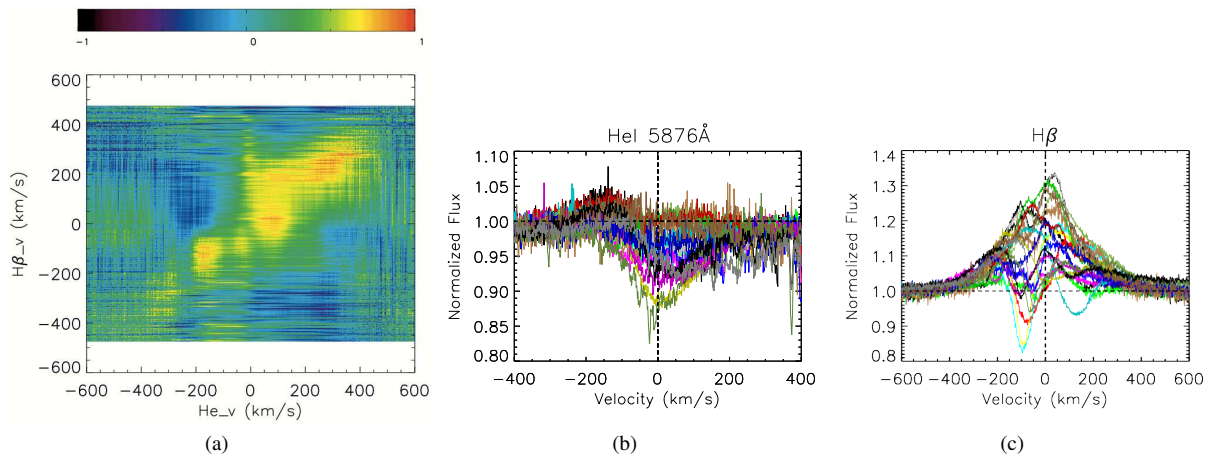 −1 0 1
600
400
200
0
−200
−400
−600
Hβ_v (km/s)
−600 −400 −200 0 200 400 600
He_v (km/s)
(a)
HeI 5876Å
1.10
1.05
1.00
0.95
0.90
0.85
0.80
Normalized Flux
−400 −200 0 200 400
Velocity (km/s)
(b)
Hβ
1.4
1.3
1.2
1.1
1.0
0.9
0.8
Normalized Flux
−600 −400 −200 0 200 400 600
Velocity (km/s)
(c)